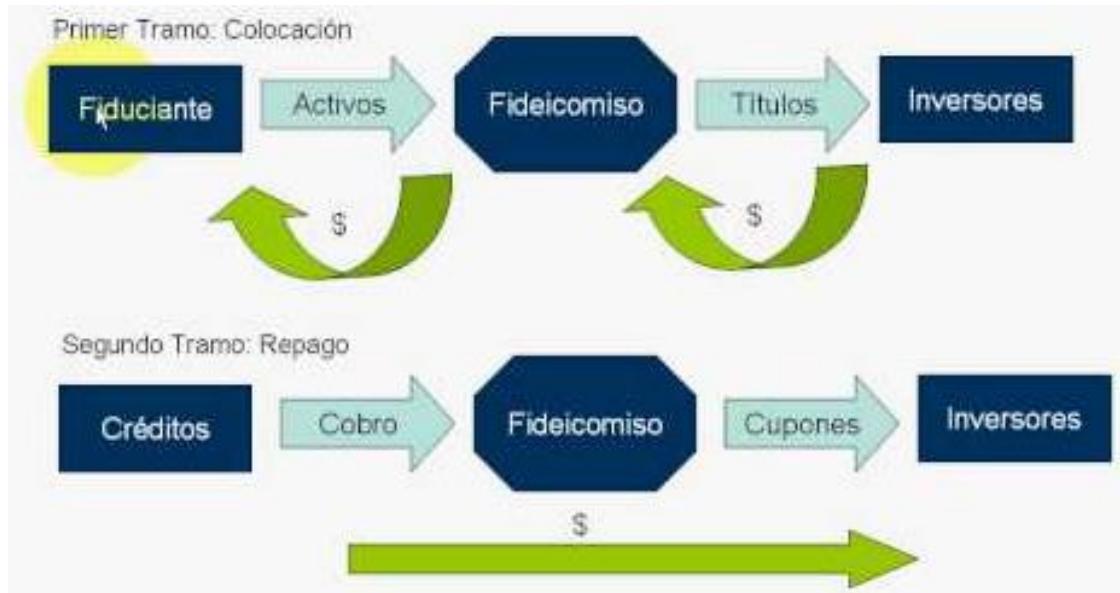 Primer Tramo: Colocación
Fiduciante
Activos
Fideicomiso
Títulos
Inversores
$
$
Segundo Tramo: Repago
Créditos
Cobro
Fideicomiso
Cupones
Inversores
$